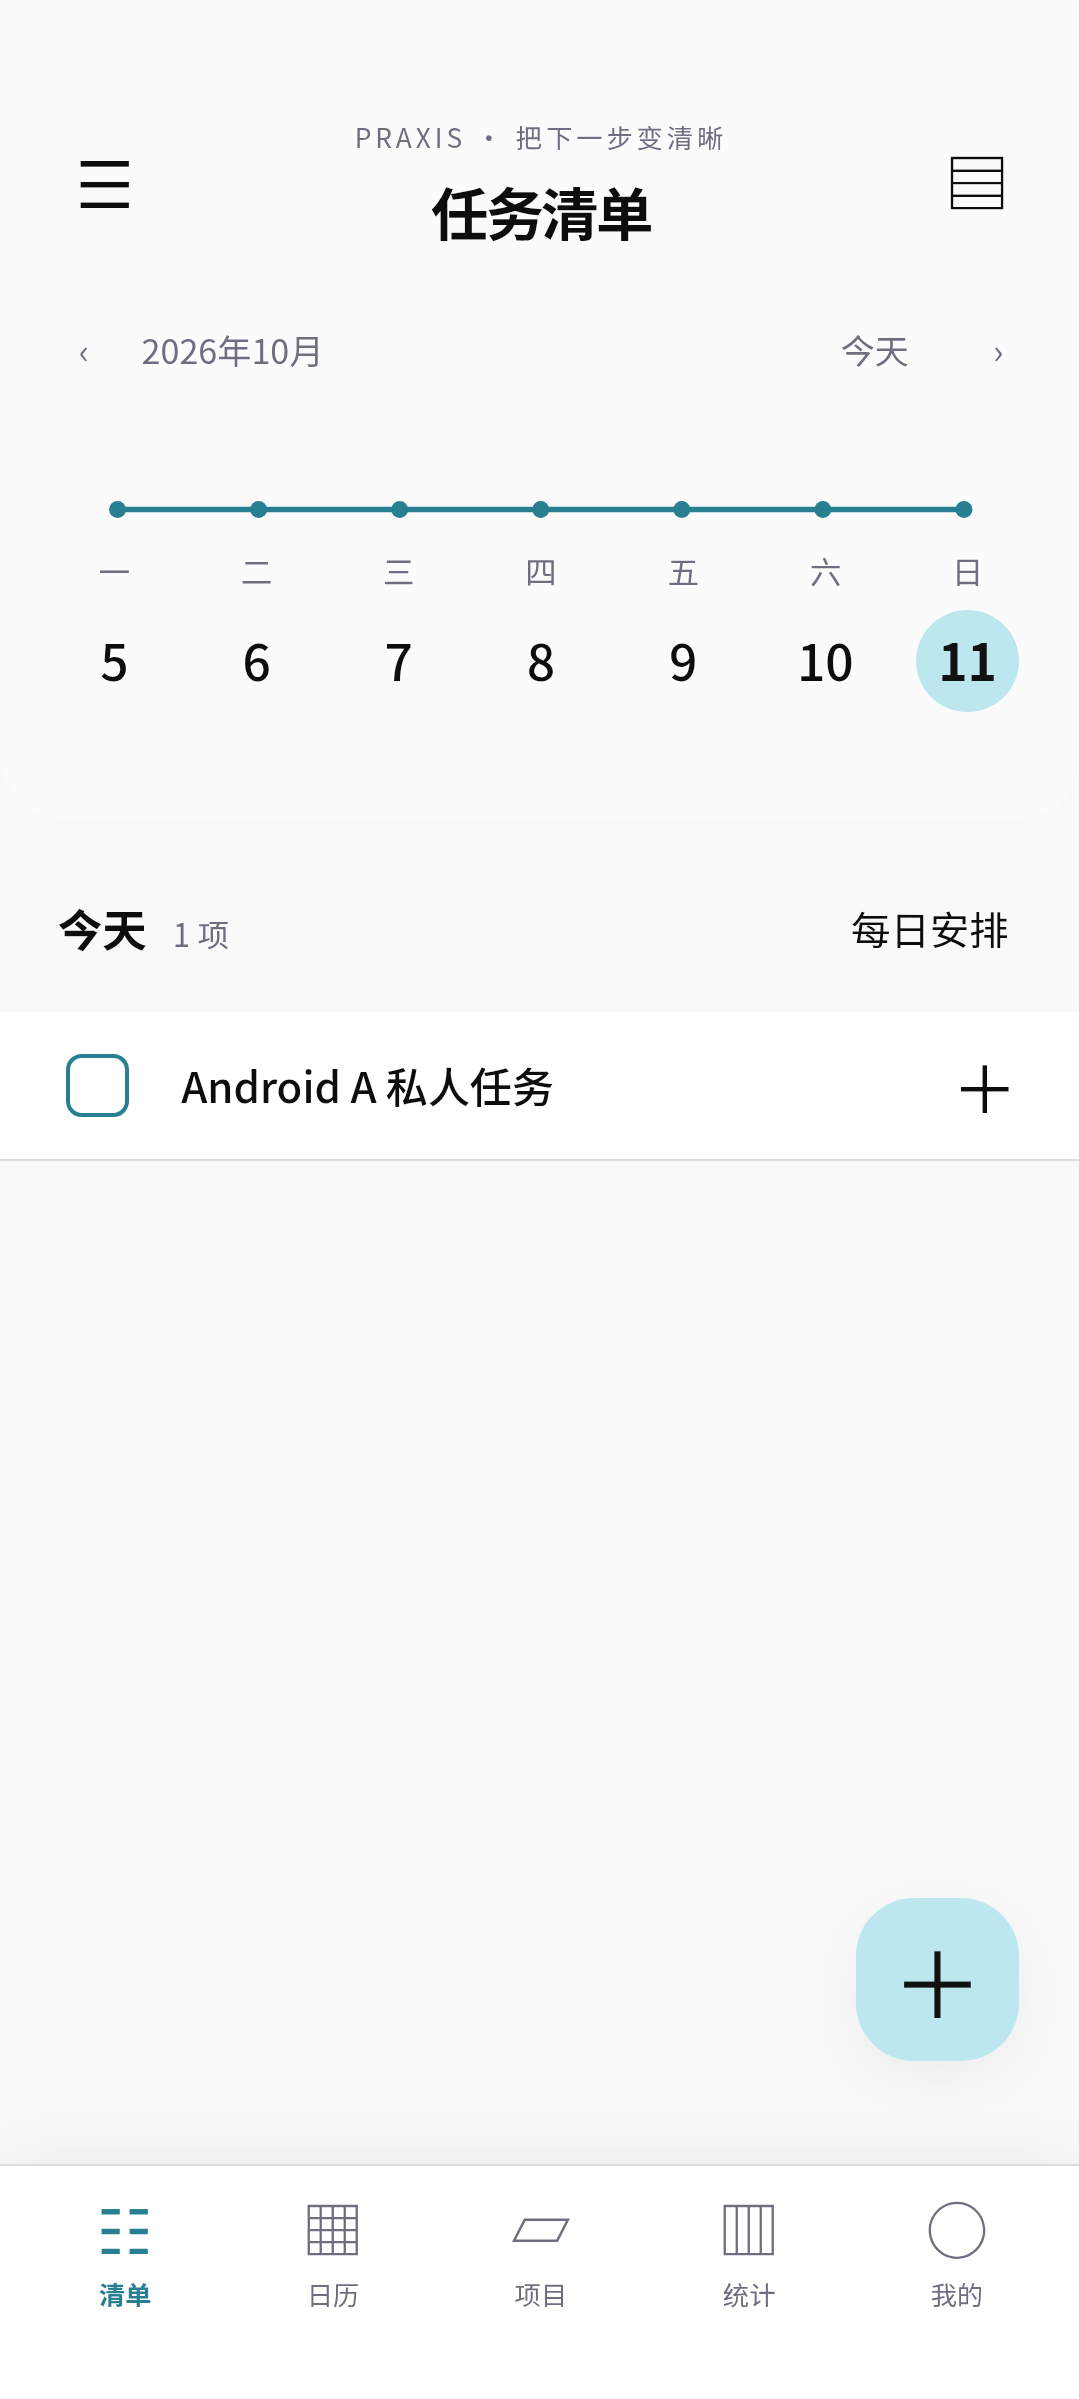 PRAXIS · 把下一步变清晰
任务清单
‹ 2026年10月 今天 ›
一 二 三 四 五 六 日
5 6 7 8 9 10 11
今天 1 项 每日安排
Android A 私人任务
清单 日历 项目 统计 我的